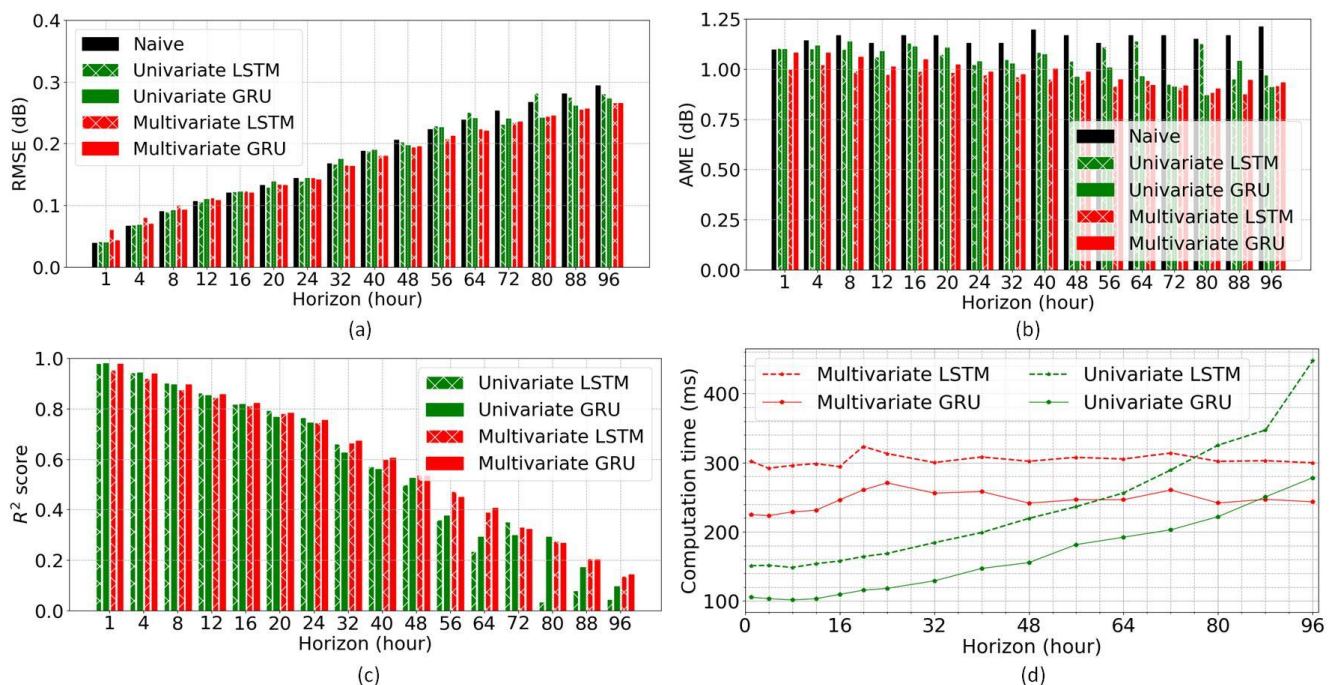 0.4
0.3
0.2
0.1
0.0
RMSE (dB)
Naive
Univariate LSTM
Univariate GRU
Multivariate LSTM
Multivariate GRU
1 4 8 12 16 20 24 32 40 48 56 64 72 80 88 96
Horizon (hour)
(a)
1.25
1.00
0.75
0.50
0.25
0.00
AME (dB)
Naive
Univariate LSTM
Univariate GRU
Multivariate LSTM
Multivariate GRU
1 4 8 12 16 20 24 32 40 48 56 64 72 80 88 96
Horizon (hour)
(b)
1.0
0.8
0.6
0.4
0.2
0.0
R² score
Univariate LSTM
Univariate GRU
Multivariate LSTM
Multivariate GRU
1 4 8 12 16 20 24 32 40 48 56 64 72 80 88 96
Horizon (hour)
(c)
400
300
200
100
Computation time (ms)
Multivariate LSTM
Multivariate GRU
Univariate LSTM
Univariate GRU
0 16 32 48 64 80 96
Horizon (hour)
(d)